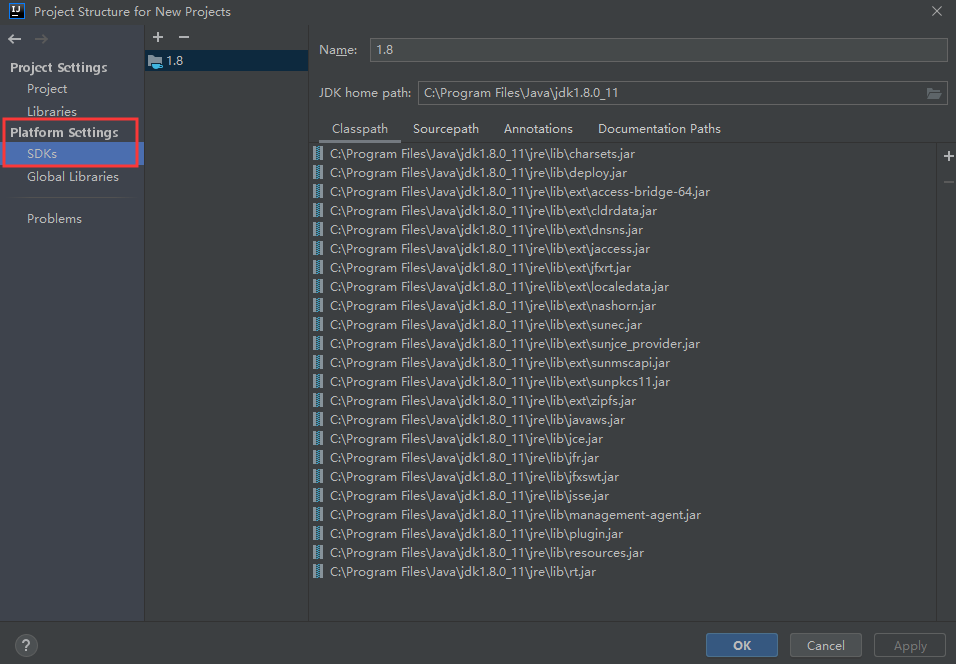 IJ
Project Structure for New Projects
Project Settings
Project
Libraries
Platform Settings
SDKs
Global Libraries
Problems
1.8
Name: 1.8
JDK home path: C:\Program Files\Java\jdk1.8.0_11
Classpath Sourcepath Annotations Documentation Paths
C:\Program Files\Java\jdk1.8.0_11\jre\lib\charsets.jar
C:\Program Files\Java\jdk1.8.0_11\jre\lib\deploy.jar
C:\Program Files\Java\jdk1.8.0_11\jre\lib\ext\access-bridge-64.jar
C:\Program Files\Java\jdk1.8.0_11\jre\lib\ext\cldrdata.jar
C:\Program Files\Java\jdk1.8.0_11\jre\lib\ext\dnsns.jar
C:\Program Files\Java\jdk1.8.0_11\jre\lib\ext\jaccess.jar
C:\Program Files\Java\jdk1.8.0_11\jre\lib\ext\jfxrt.jar
C:\Program Files\Java\jdk1.8.0_11\jre\lib\ext\localedata.jar
C:\Program Files\Java\jdk1.8.0_11\jre\lib\ext\nashorn.jar
C:\Program Files\Java\jdk1.8.0_11\jre\lib\ext\sunec.jar
C:\Program Files\Java\jdk1.8.0_11\jre\lib\ext\sunjce_provider.jar
C:\Program Files\Java\jdk1.8.0_11\jre\lib\ext\sunmscapi.jar
C:\Program Files\Java\jdk1.8.0_11\jre\lib\ext\sunpkcs11.jar
C:\Program Files\Java\jdk1.8.0_11\jre\lib\ext\zipfs.jar
C:\Program Files\Java\jdk1.8.0_11\jre\lib\javaws.jar
C:\Program Files\Java\jdk1.8.0_11\jre\lib\jce.jar
C:\Program Files\Java\jdk1.8.0_11\jre\lib\jfr.jar
C:\Program Files\Java\jdk1.8.0_11\jre\lib\jfxswt.jar
C:\Program Files\Java\jdk1.8.0_11\jre\lib\jsse.jar
C:\Program Files\Java\jdk1.8.0_11\jre\lib\management-agent.jar
C:\Program Files\Java\jdk1.8.0_11\jre\lib\plugin.jar
C:\Program Files\Java\jdk1.8.0_11\jre\lib\resources.jar
C:\Program Files\Java\jdk1.8.0_11\jre\lib\rt.jar
? OK Cancel Apply